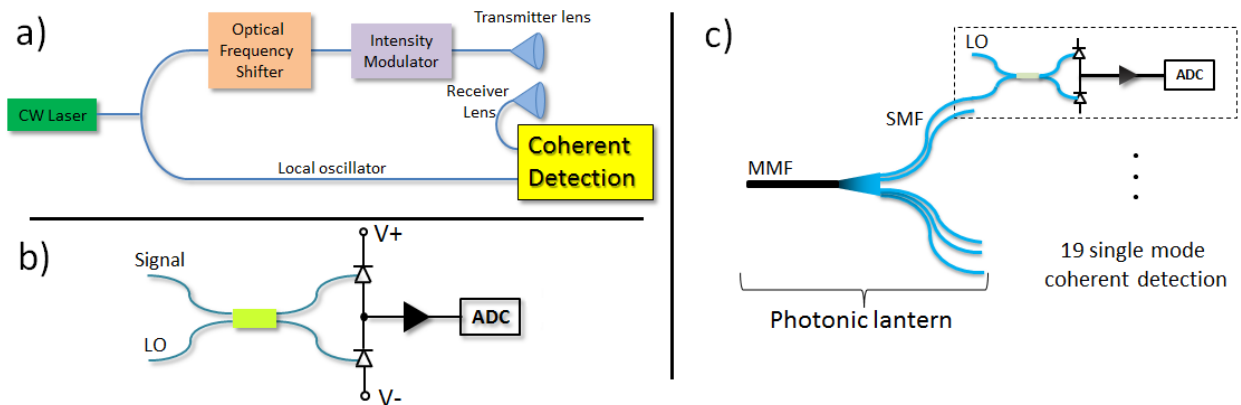 a)
CW Laser
Optical
Frequency
Shifter
Intensity
Modulator
Transmitter lens
Receiver
Lens
Coherent
Detection
Local oscillator
b)
Signal
LO
V+
V-
ADC
c)
LO
ADC
SMF
MMF
19 single mode
coherent detection
Photonic lantern